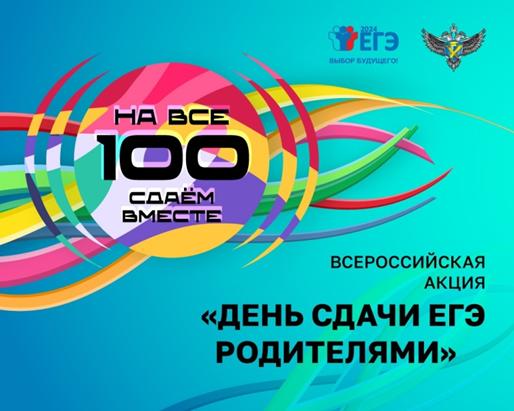 2024
ЕГЭ
ВЫБОР БУДУЩЕГО!
НА ВСЕ
100
СДАЁМ
ВМЕСТЕ
ВСЕРОССИЙСКАЯ
АКЦИЯ
«ДЕНЬ СДАЧИ ЕГЭ
РОДИТЕЛЯМИ»